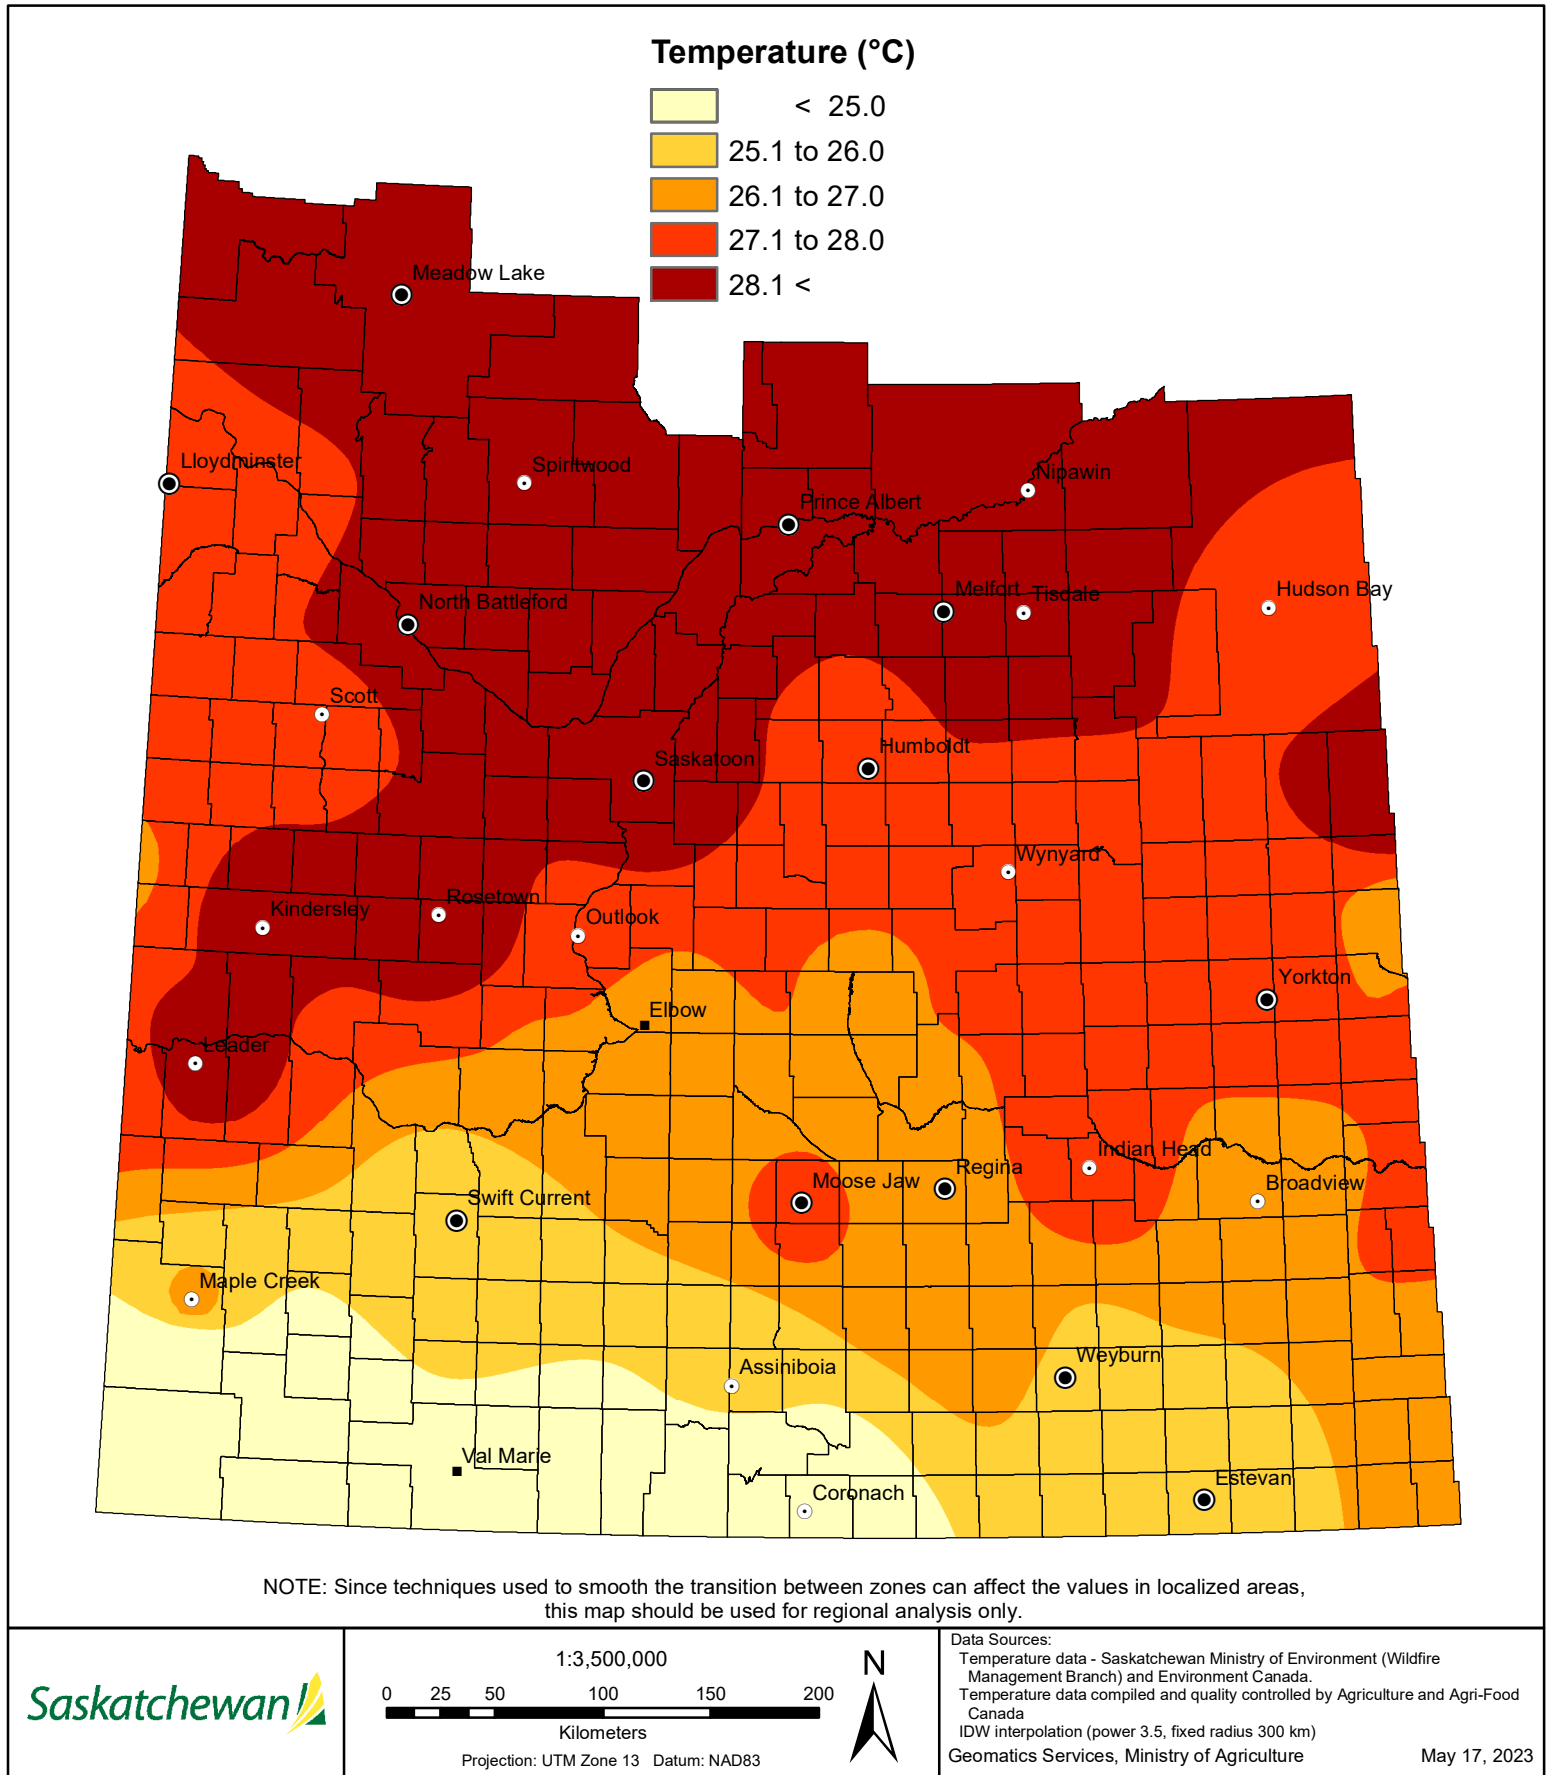 Temperature (°C)
< 25.0
25.1 to 26.0
26.1 to 27.0
27.1 to 28.0
28.1 <
Meadow Lake
Lloydminster
Spiritwood
Nipawin
Prince Albert
North Battleford
Melfort
Tisdale
Hudson Bay
Scott
Saskatoon
Humboldt
Wynyard
Kindersley
Rosetown
Outlook
Yorkton
Elbow
Leader
Indian Head
Moose Jaw
Regina
Broadview
Swift Current
Maple Creek
Assiniboia
Weyburn
Val Marie
Coronach
Estevan
NOTE: Since techniques used to smooth the transition between zones can affect the values in localized areas,
this map should be used for regional analysis only.
Saskatchewan
1:3,500,000
0 25 50 100 150 200
Kilometers
Projection: UTM Zone 13 Datum: NAD83
N
Data Sources:
Temperature data - Saskatchewan Ministry of Environment (Wildfire
Management Branch) and Environment Canada.
Temperature data compiled and quality controlled by Agriculture and Agri-Food
Canada
IDW interpolation (power 3.5, fixed radius 300 km)
Geomatics Services, Ministry of Agriculture May 17, 2023